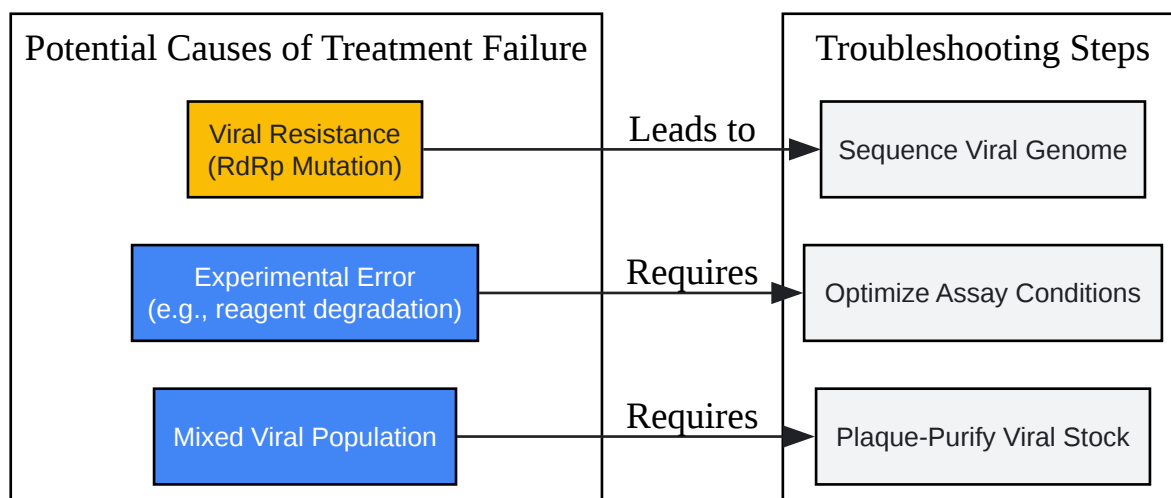 Potential Causes of Treatment Failure
Troubleshooting Steps
Viral Resistance
(RdRp Mutation)
Leads to
Sequence Viral Genome
Experimental Error
(e.g., reagent degradation)
Requires
Optimize Assay Conditions
Mixed Viral Population
Requires
Plaque-Purify Viral Stock